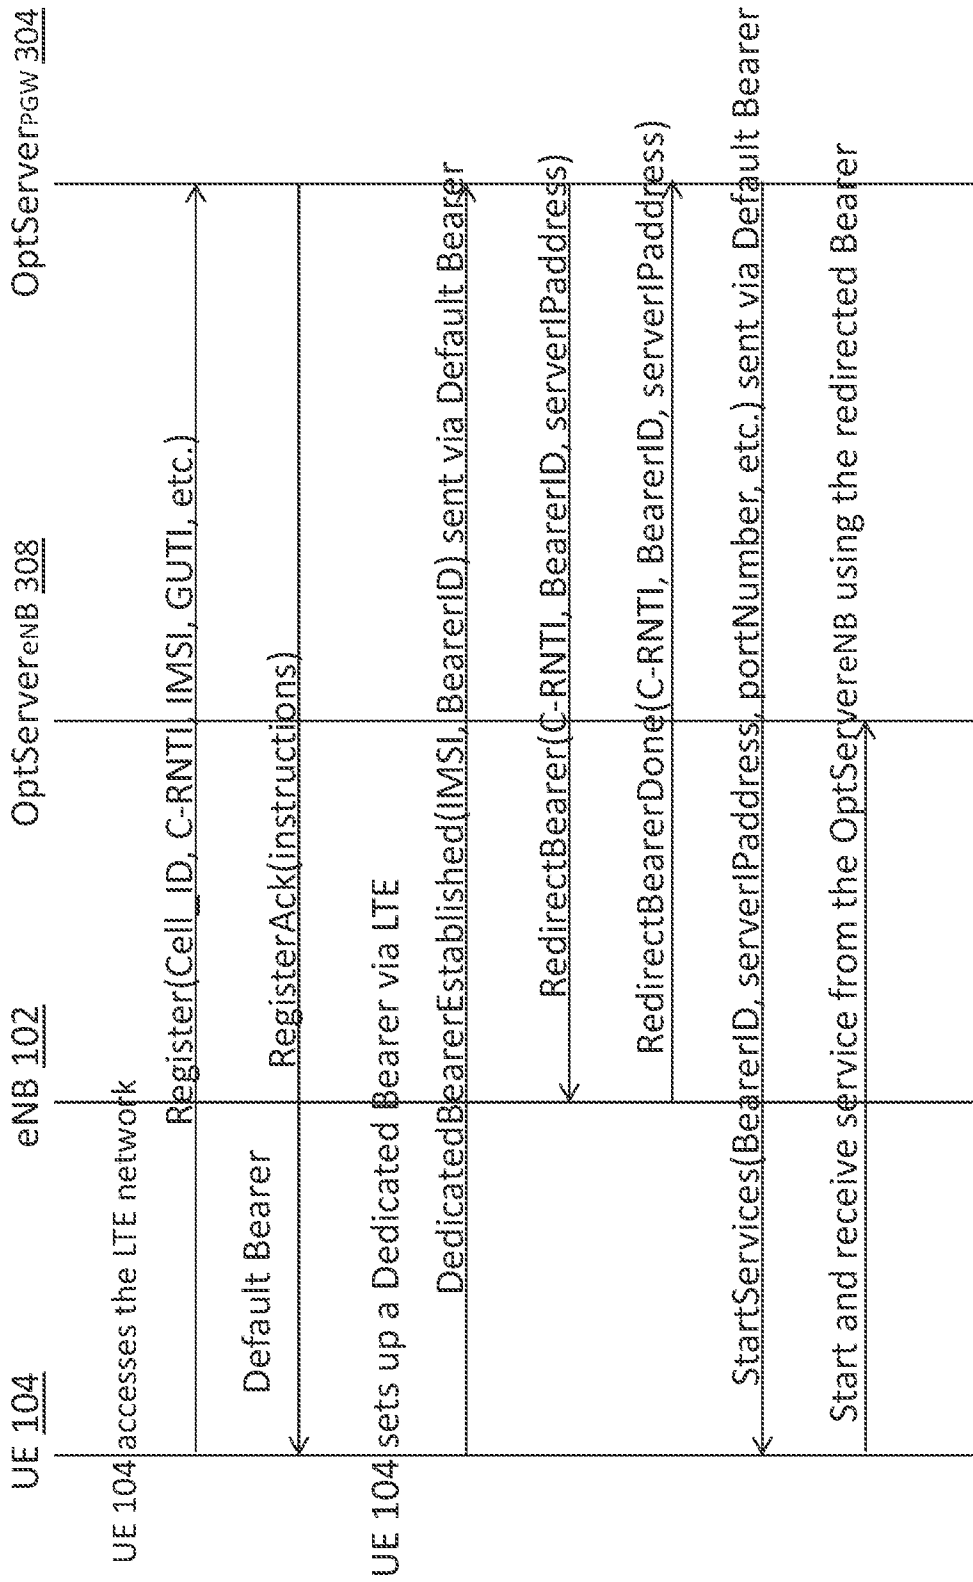 UE 104
eNB 102
OptServereNB 308
OptServerPGW 304
UE 104 accesses the LTE network
Register(Cell_ID, C-RNTI, IMSI, GUTI, etc.)
Default Bearer
RegisterAck(instructions)
UE 104 sets up a Dedicated Bearer via LTE
DedicatedBearerEstablished(IMSI, BearerID) sent via Default Bearer
RedirectBearer(C-RNTI, BearerID, serverIPaddress)
RedirectBearerDone(C-RNTI, BearerID, serverIPaddress)
StartServices(BearerID, serverIPaddress, portNumber, etc.) sent via Default Bearer
Start and receive service from the OptServereNB using the redirected Bearer